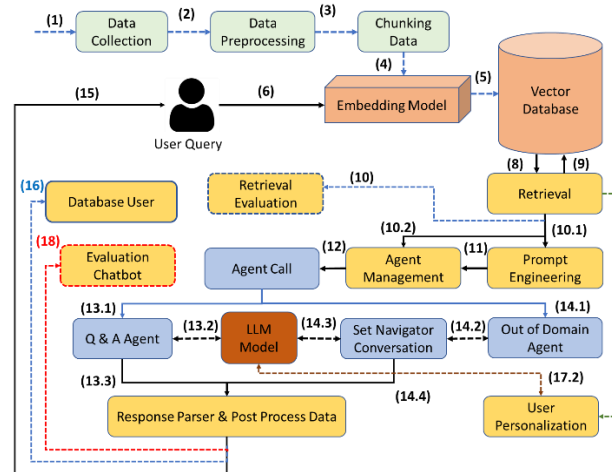 (1)
Data
Collection
(2)
Data
Preprocessing
(3)
Chunking
Data
(4)
(5)
Vector
Database
(15)
(6)
Embedding Model
User Query
(8)
(9)
(16)
Database User
Retrieval
Evaluation
(10)
Retrieval
(18)
Evaluation
Chatbot
(10.2)
(10.1)
(12)
Agent Call
Agent
Management
(11)
Prompt
Engineering
(13.1)
(14.1)
Q & A Agent
(13.2)
LLM
Model
(14.3)
Set Navigator
Conversation
(14.2)
Out of Domain
Agent
(13.3)
(14.4)
(17.2)
Response Parser & Post Process Data
User
Personalization